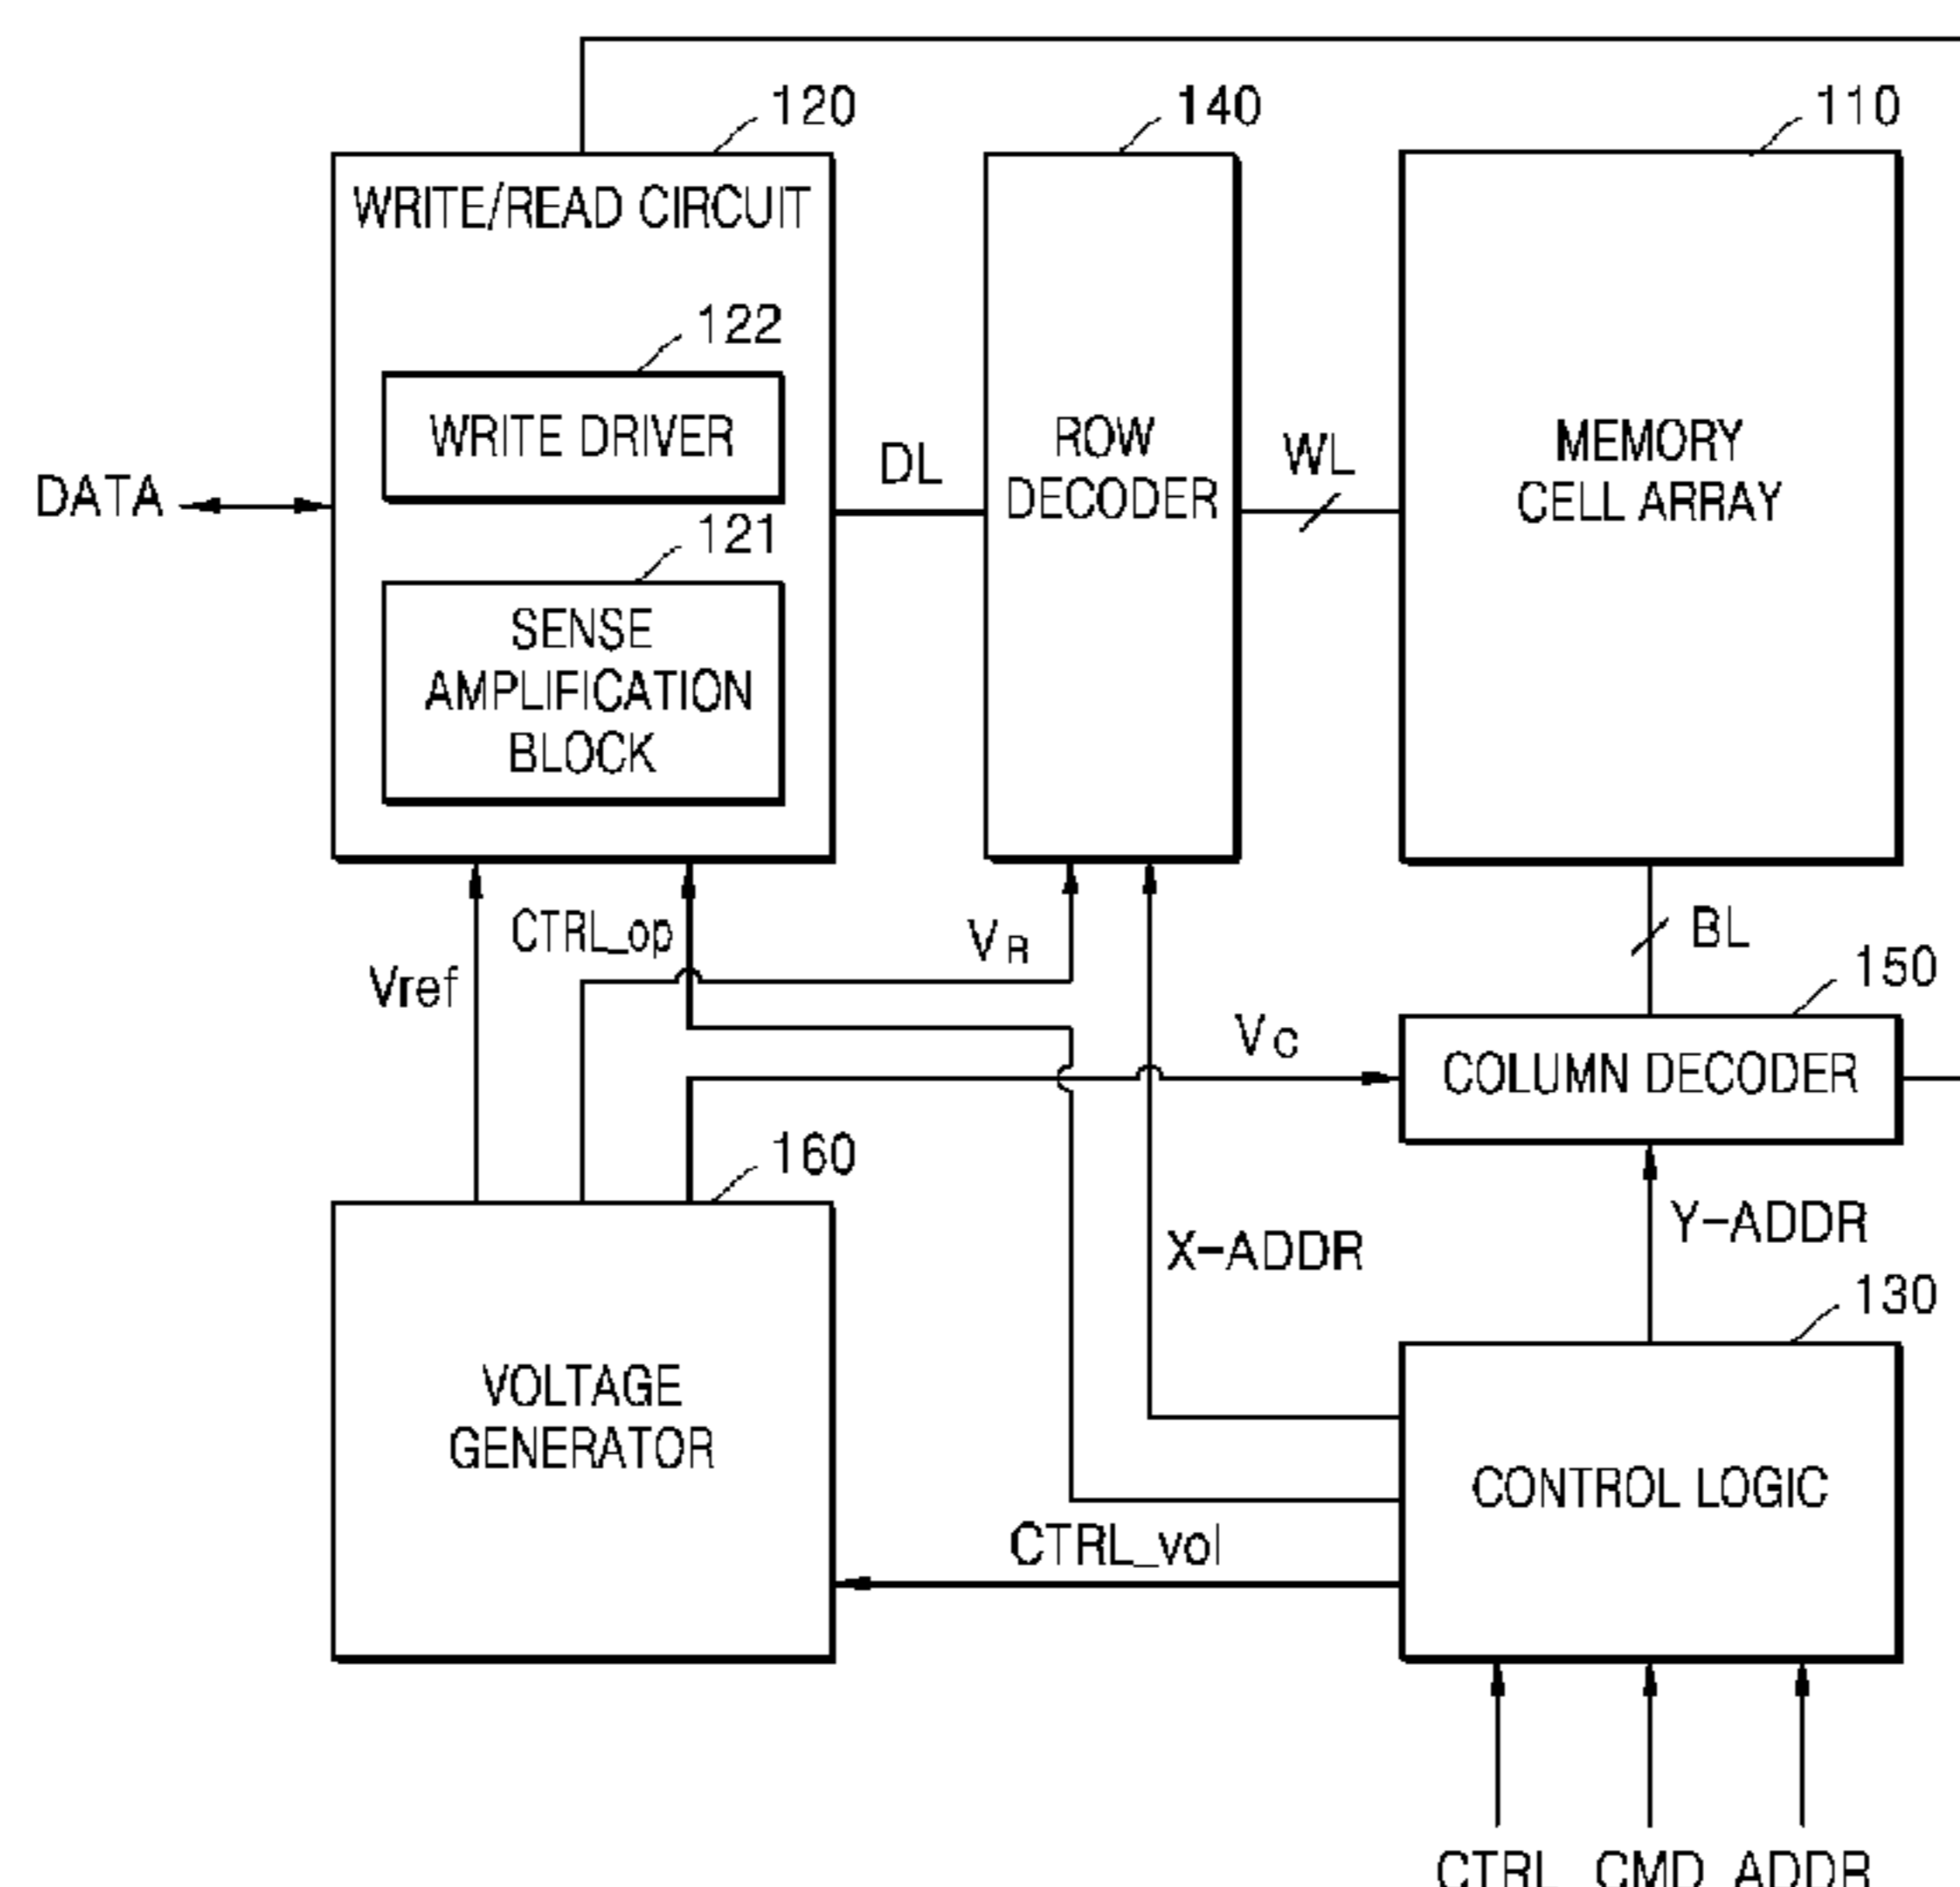 120
140
110
WRITE/READ CIRCUIT
122
WRITE DRIVER
121
SENSE
AMPLIFICATION
BLOCK
DATA
DL
ROW
DECODER
WL
MEMORY
CELL ARRAY
Vref
CTRL_op
VR
BL
150
VC
COLUMN DECODER
160
X-ADDR
Y-ADDR
130
VOLTAGE
GENERATOR
CONTROL LOGIC
CTRL_vol
CTRL CMD ADDR